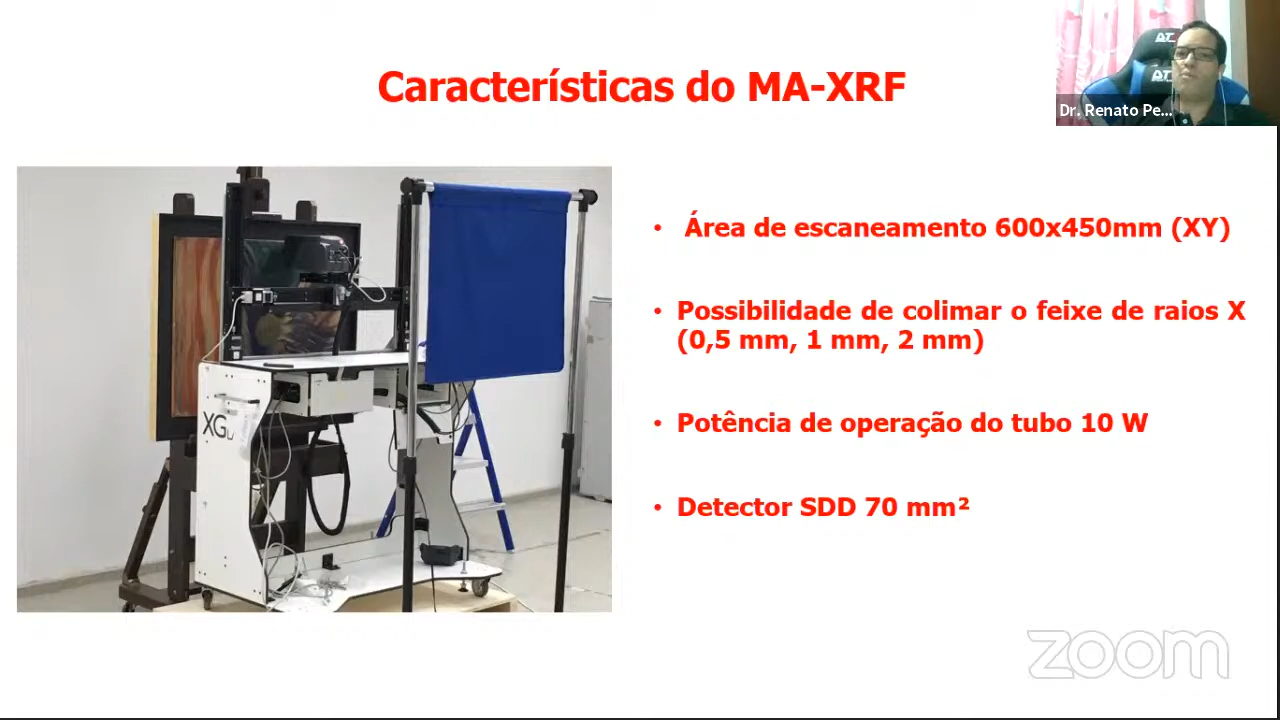 Características do MA-XRF
Dr. Renato Pe...
• Área de escaneamento 600x450mm (XY)
• Possibilidade de colimar o feixe de raios X
(0,5 mm, 1 mm, 2 mm)
• Potência de operação do tubo 10 W
• Detector SDD 70 mm²
XGL
zoom